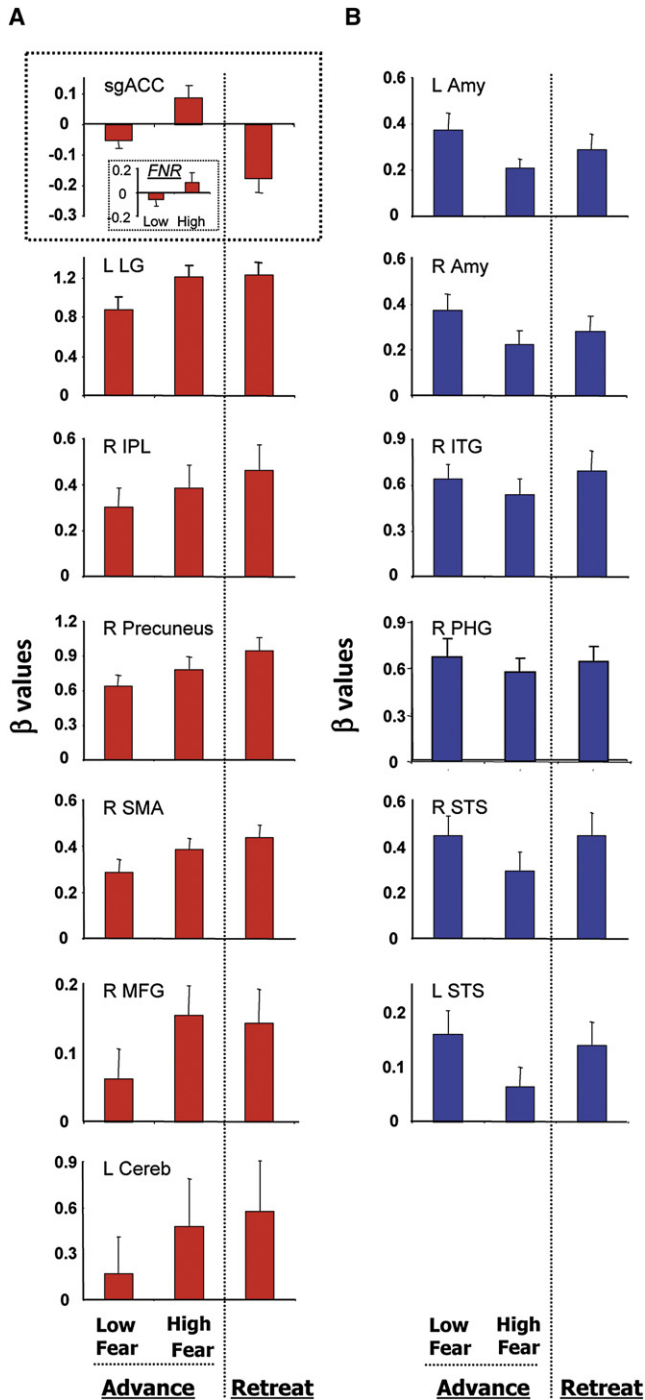 A
sgACC
0.1
0
-0.1
-0.2
-0.3
FNR
0.2
0
-0.2
Low High
L LG
1.2
0.8
0.4
0
R IPL
0.6
0.4
0.2
0
β values
R Precuneus
1.2
0.9
0.6
0.3
0
R SMA
0.6
0.4
0.2
0
R MFG
0.2
0.1
0
L Cereb
0.9
0.6
0.3
0
Low Fear
High Fear
Advance
Retreat
B
L Amy
0.6
0.4
0.2
0
R Amy
0.6
0.4
0.2
0
R ITG
0.9
0.6
0.3
0
β values
R PHG
0.9
0.6
0.3
0
R STS
0.6
0.4
0.2
0
L STS
0.2
0.1
0
Low Fear
High Fear
Advance
Retreat